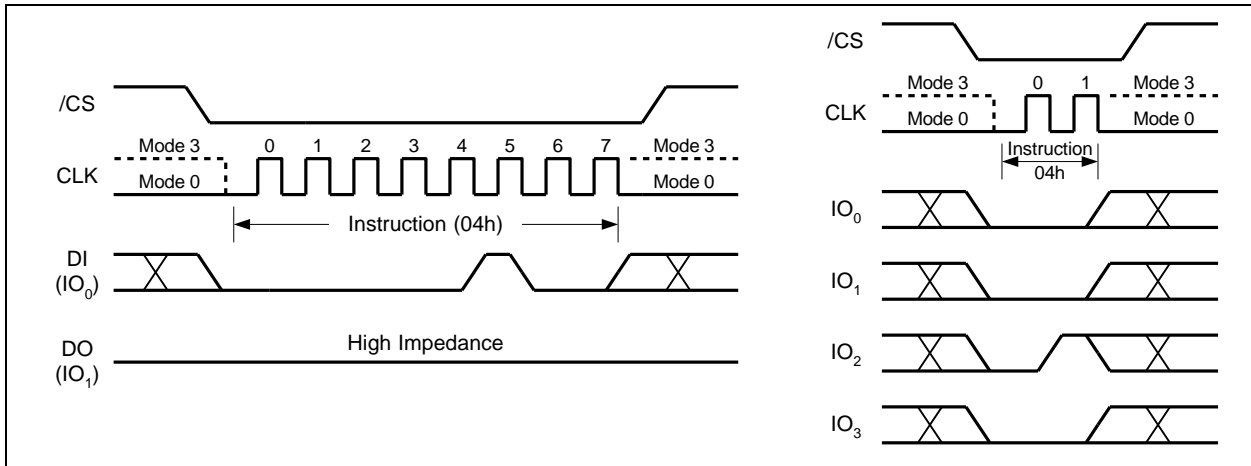 /CS
Mode 3 0 1 2 3 4 5 6 7 Mode 3
CLK
Mode 0 Mode 0
Instruction (04h)
DI
(IO0)
High Impedance
DO
(IO1)
/CS
Mode 3 0 1 Mode 3
CLK
Mode 0 Mode 0
Instruction
04h
IO0
IO1
IO2
IO3